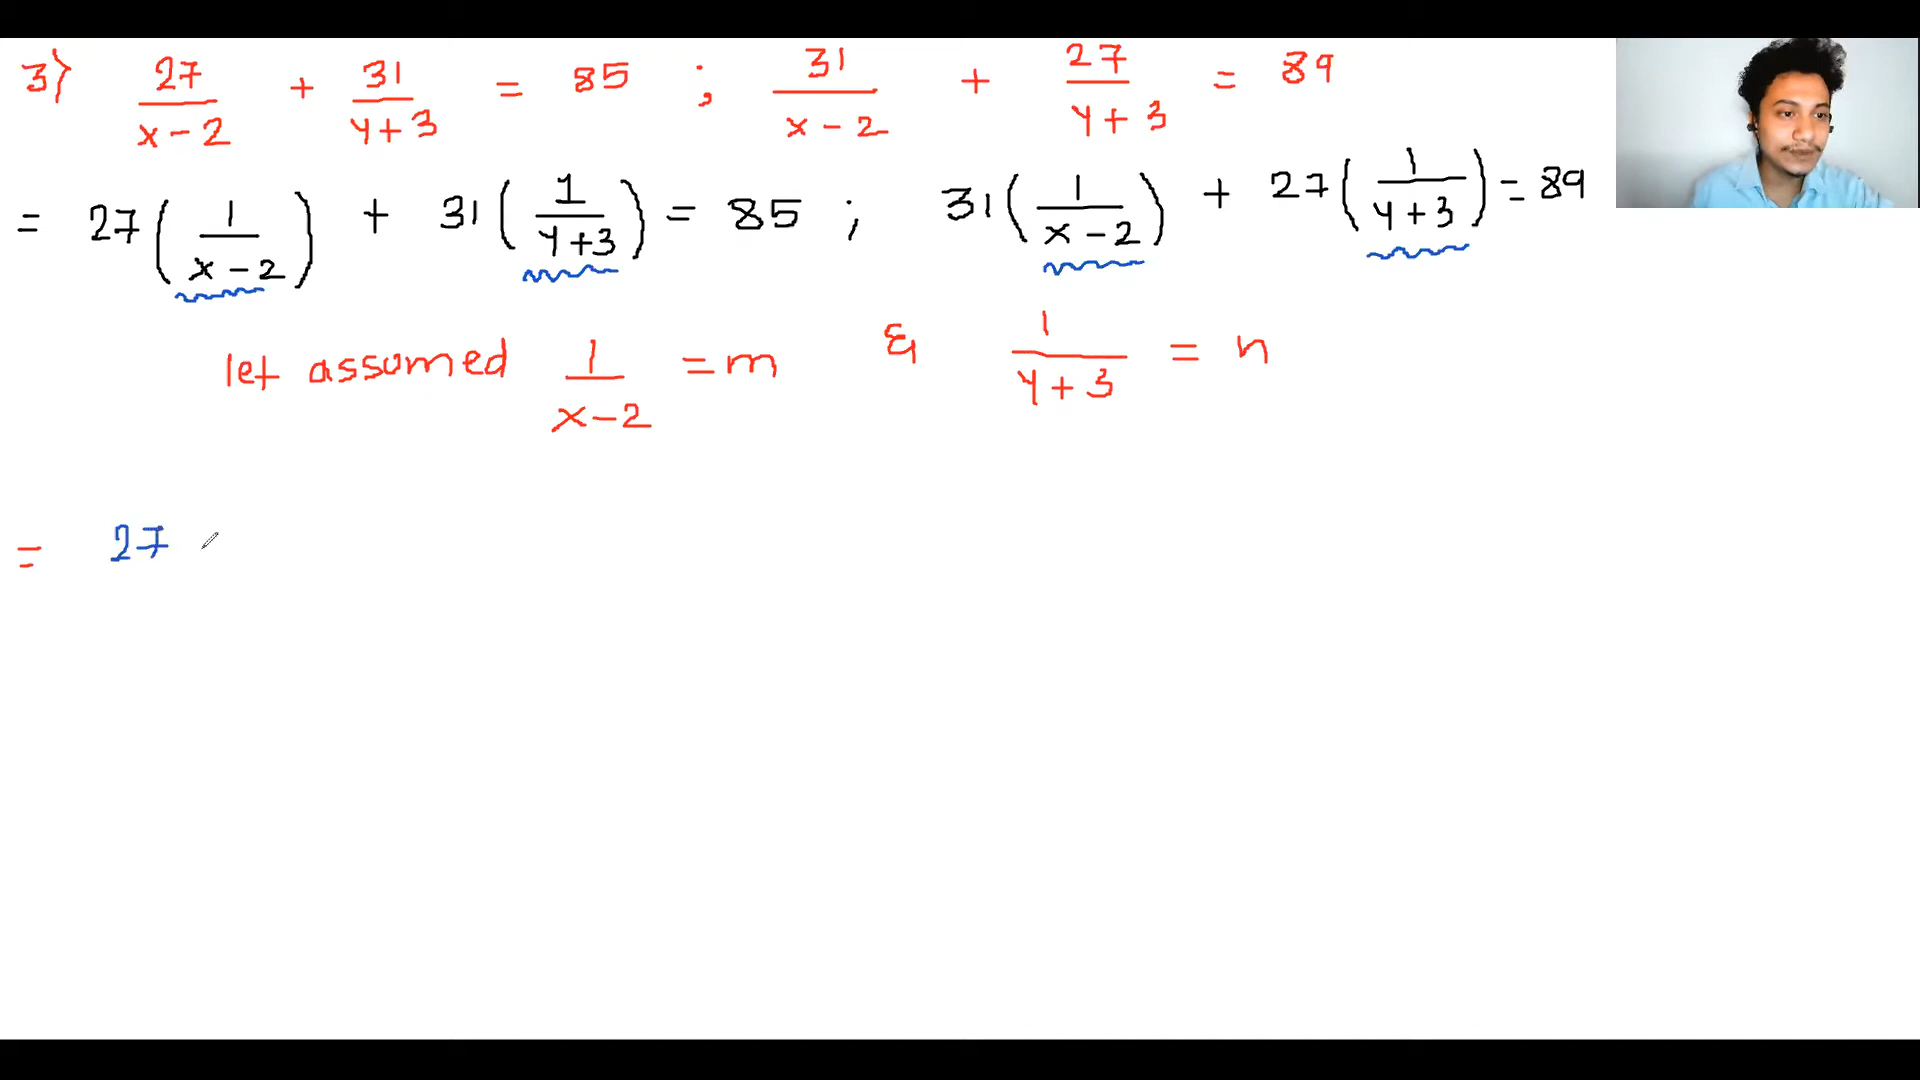 3} 27/(x-2) + 31/(y+3) = 85 ; 31/(x-2) + 27/(y+3) = 89
= 27(1/(x-2)) + 31(1/(y+3)) = 85 ; 31(1/(x-2)) + 27(1/(y+3)) = 89
let assumed 1/(x-2) = m & 1/(y+3) = n
= 27